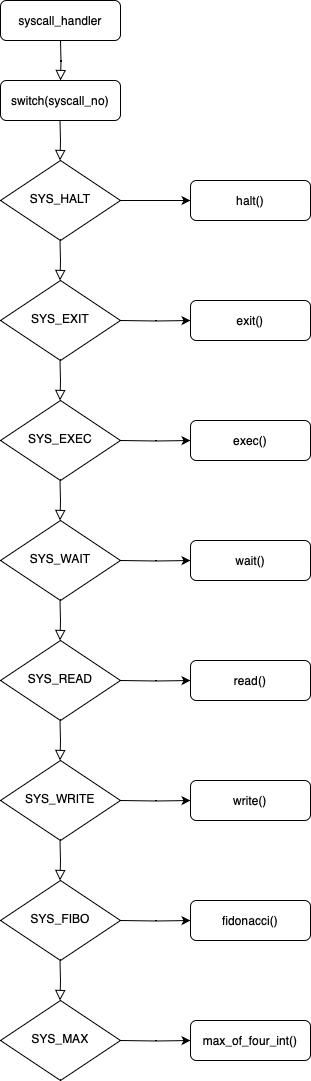 syscall_handler
switch(syscall_no)
SYS_HALT
halt()
SYS_EXIT
exit()
SYS_EXEC
exec()
SYS_WAIT
wait()
SYS_READ
read()
SYS_WRITE
write()
SYS_FIBO
fidonacci()
SYS_MAX
max_of_four_int()